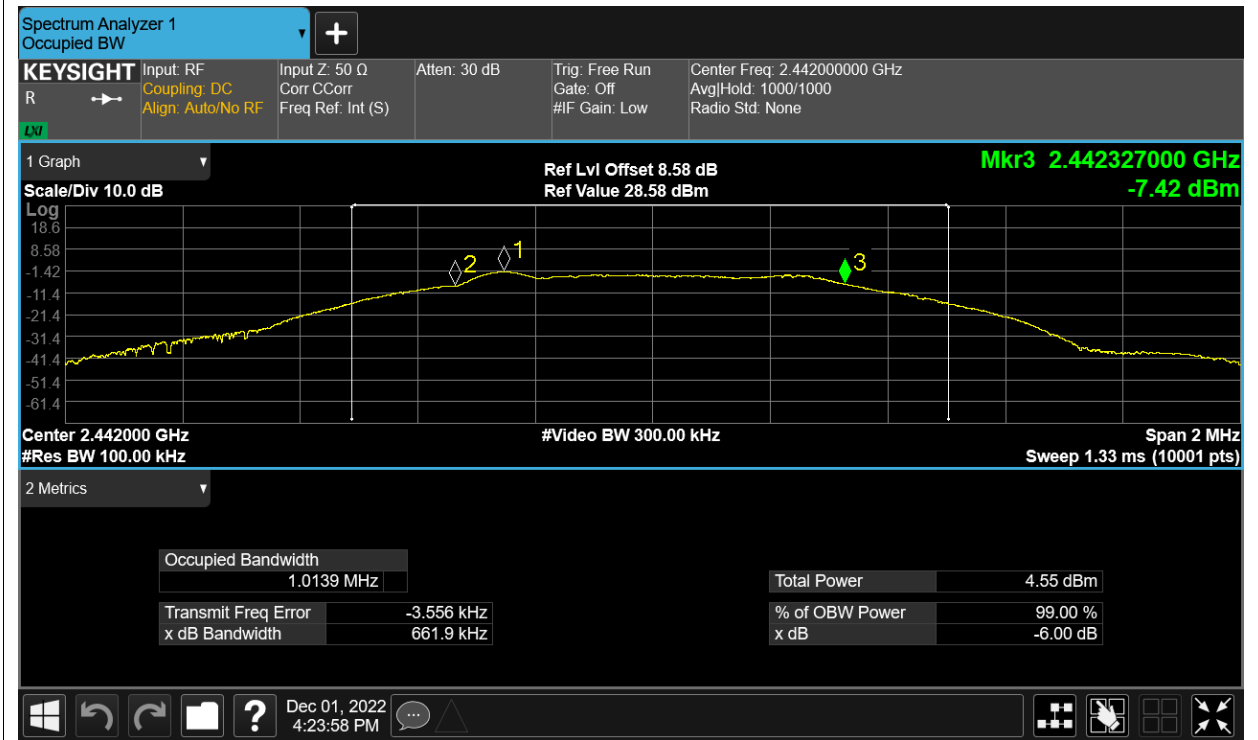 Spectrum Analyzer 1
Occupied BW
KEYSIGHT
R
LXI
Input: RF
Coupling: DC
Align: Auto/No RF
Input Z: 50 Ω
Corr CCorr
Freq Ref: Int (S)
Atten: 30 dB
Trig: Free Run
Gate: Off
#IF Gain: Low
Center Freq: 2.442000000 GHz
Avg|Hold: 1000/1000
Radio Std: None
1 Graph
Scale/Div 10.0 dB
Ref Lvl Offset 8.58 dB
Ref Value 28.58 dBm
Mkr3 2.442327000 GHz
-7.42 dBm
Log
18.6
8.58
-1.42
-11.4
-21.4
-31.4
-41.4
-51.4
-61.4
2
1
3
Center 2.442000 GHz
#Video BW 300.00 kHz
Span 2 MHz
#Res BW 100.00 kHz
Sweep 1.33 ms (10001 pts)
2 Metrics
Occupied Bandwidth
1.0139 MHz
Transmit Freq Error -3.556 kHz
x dB Bandwidth 661.9 kHz
Total Power 4.55 dBm
% of OBW Power 99.00 %
x dB -6.00 dB
?
Dec 01, 2022
4:23:58 PM